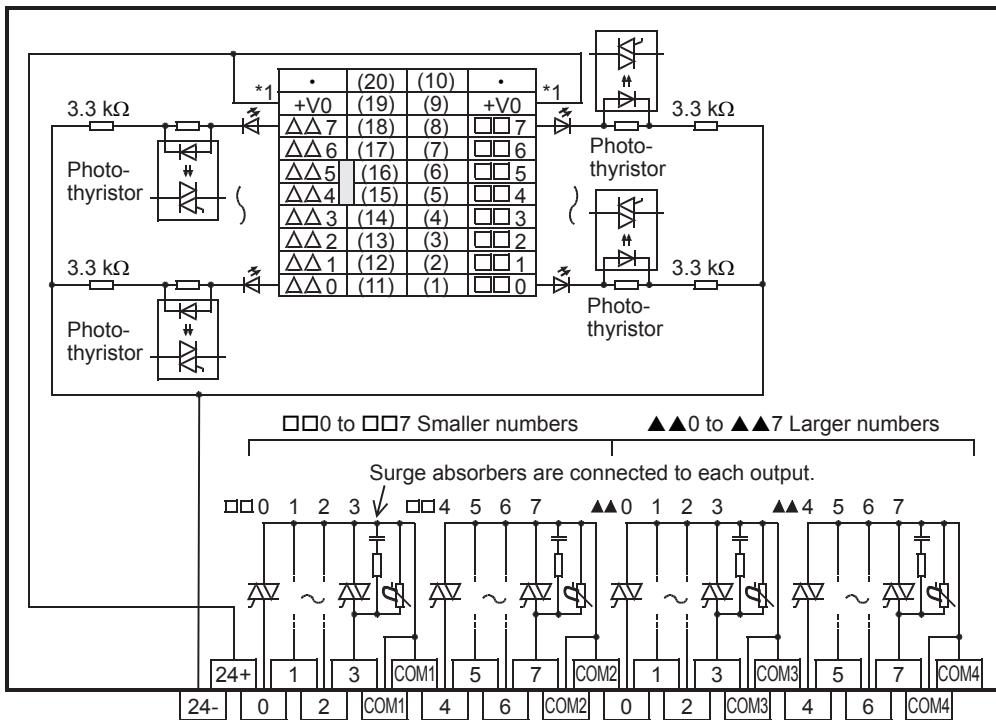 • (20) (10) •
*1 +V0 (19) (9) +V0 *1
3.3 kΩ △△7 (18) (8) □□7 3.3 kΩ
△△6 (17) (7) □□6
△△5 (16) (6) □□5
△△4 (15) (5) □□4
△△3 (14) (4) □□3
△△2 (13) (3) □□2
△△1 (12) (2) □□1
3.3 kΩ △△0 (11) (1) □□0 3.3 kΩ
Photo-
thyristor
Photo-
thyristor
Photo-
thyristor
Photo-
thyristor
□□0 to □□7 Smaller numbers
▲▲0 to ▲▲7 Larger numbers
Surge absorbers are connected to each output.
□□0 1 2 3 □□4 5 6 7 ▲▲0 1 2 3 ▲▲4 5 6 7
24+ 1 3 COM1 5 7 COM2 1 3 COM3 5 7 COM4
24- 0 2 COM1 4 6 COM2 0 2 COM3 4 6 COM4